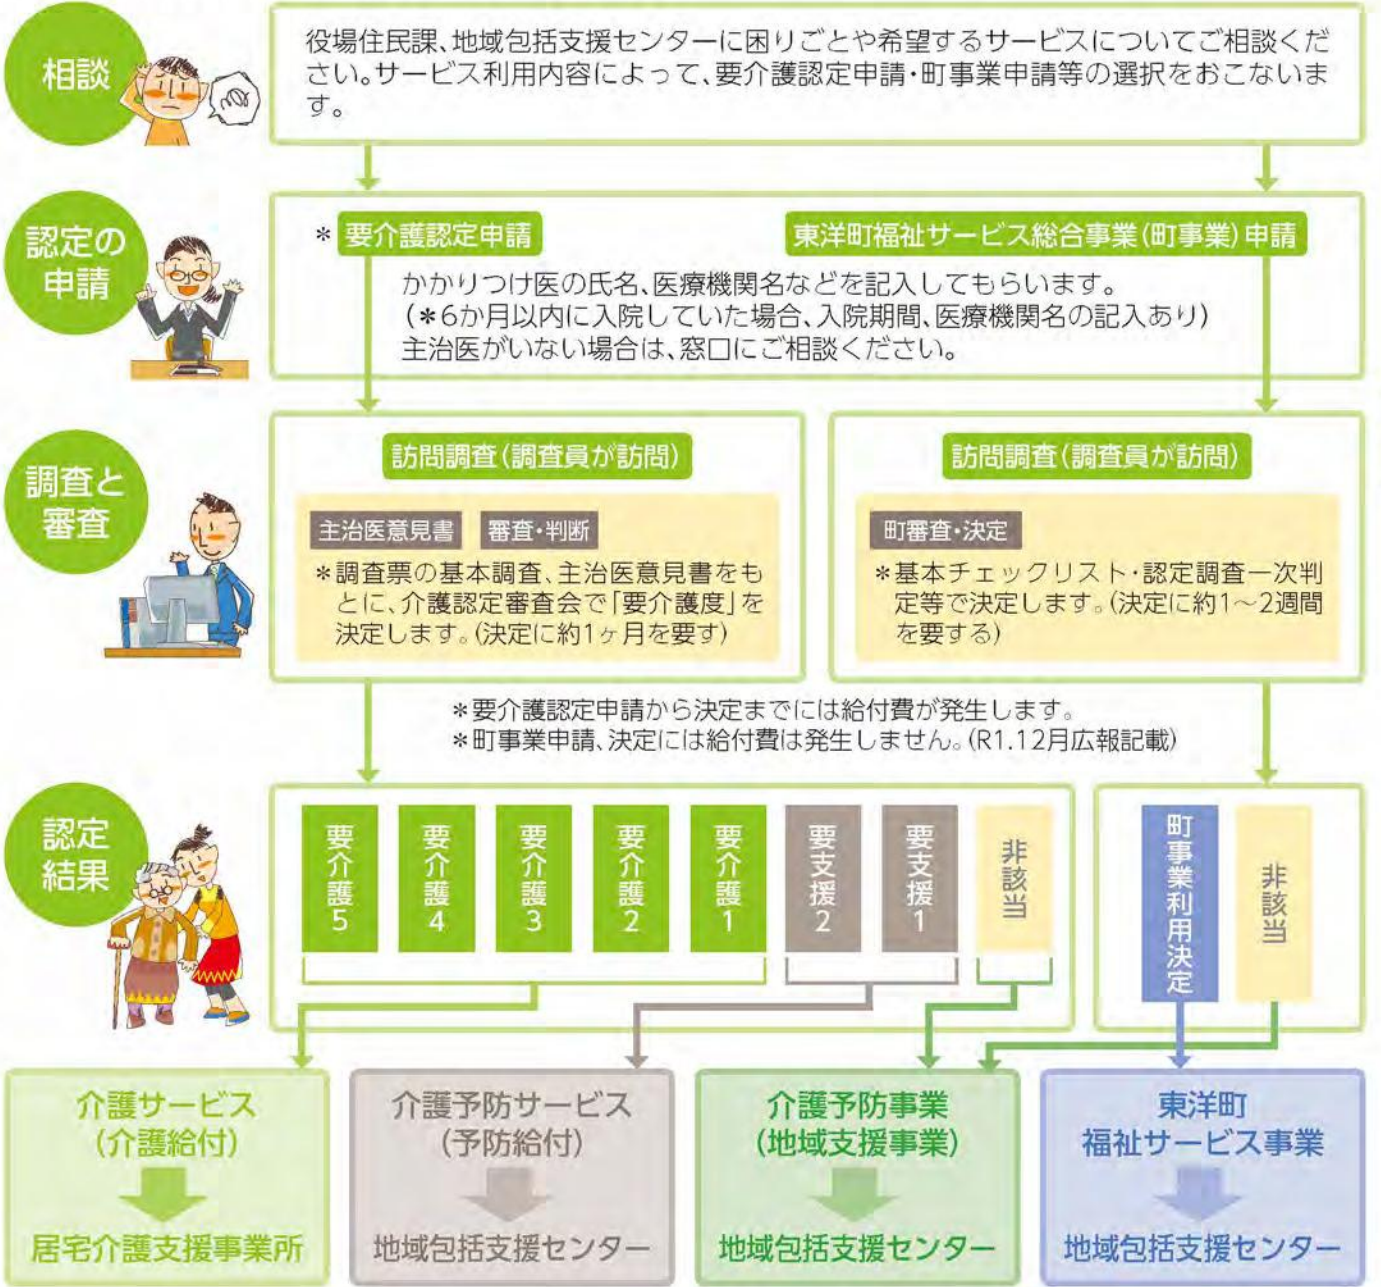 相談
役場住民課、地域包括支援センターに困りごとや希望するサービスについてご相談くだ
さい。サービス利用内容によって、要介護認定申請・町事業申請等の選択をおこないま
す。
認定の
申請
＊ 要介護認定申請
東洋町福祉サービス総合事業(町事業)申請
かかりつけ医の氏名、医療機関名などを記入してもらいます。
(＊6か月以内に入院していた場合、入院期間、医療機関名の記入あり)
主治医がいない場合は、窓口にご相談ください。
調査と
審査
訪問調査(調査員が訪問)
主治医意見書 審査・判断
＊調査票の基本調査、主治医意見書をも
とに、介護認定審査会で「要介護度」を
決定します。(決定に約1ヶ月を要す)
訪問調査(調査員が訪問)
町審査・決定
＊基本チェックリスト・認定調査一次判
定等で決定します。(決定に約1～2週間
を要する)
＊要介護認定申請から決定までには給付費が発生します。
＊町事業申請、決定には給付費は発生しません。(R1.12月広報記載)
認定
結果
要介護5
要介護4
要介護3
要介護2
要介護1
要支援2
要支援1
非該当
町事業利用決定
非該当
介護サービス
(介護給付)
居宅介護支援事業所
介護予防サービス
(予防給付)
地域包括支援センター
介護予防事業
(地域支援事業)
地域包括支援センター
東洋町
福祉サービス事業
地域包括支援センター